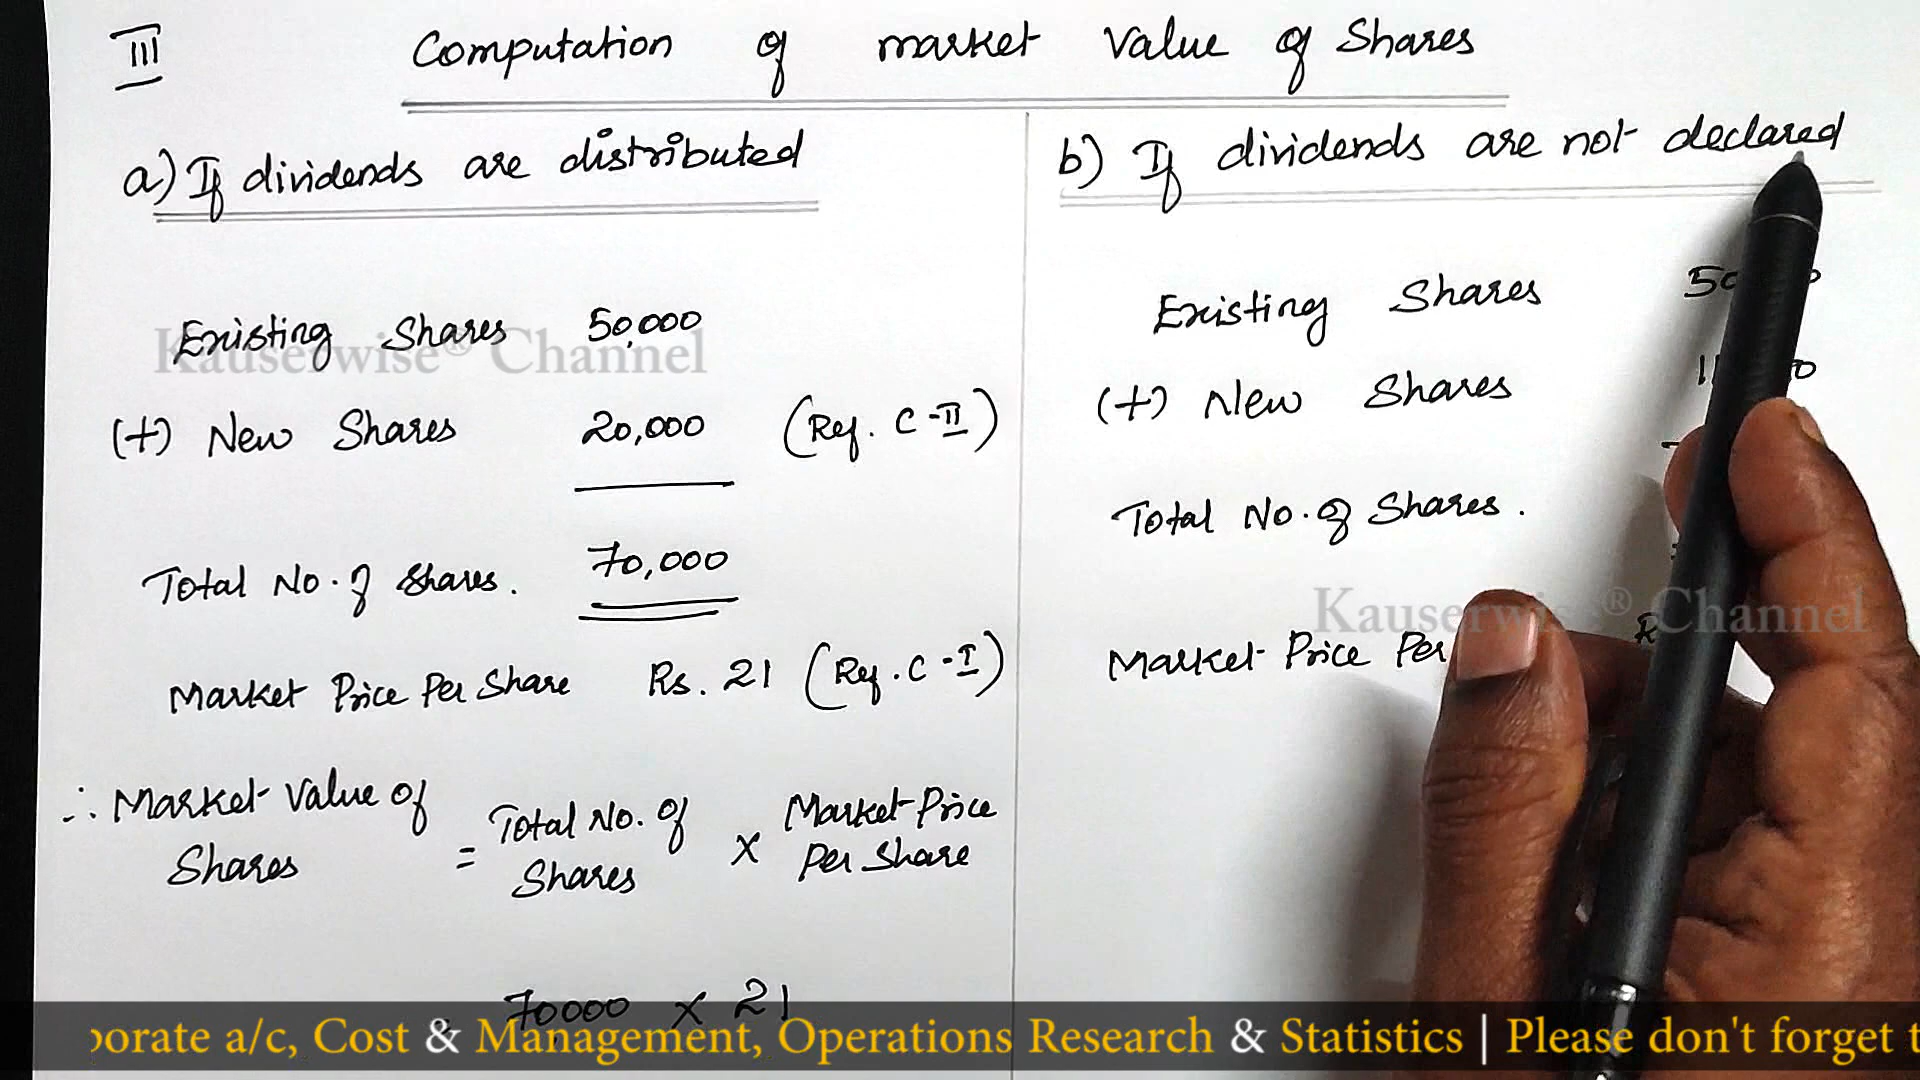 III
Computation of market Value of Shares
a) If dividends are distributed
Existing Shares 50,000
(+) New Shares 20,000 (Ref. C-II)
Total No. of Shares. 70,000
Market Price Per Share Rs. 21 (Ref. C-I)
∴ Market Value of Shares = Total No. of Shares × Market Price Per Share
70000 × 21
b) If dividends are not declared
Existing Shares
(+) New Shares
Total No. of Shares.
Market Price Per
Kauserwise® Channel
Kauserwise® Channel
porate a/c, Cost & Management, Operations Research & Statistics | Please don't forget t